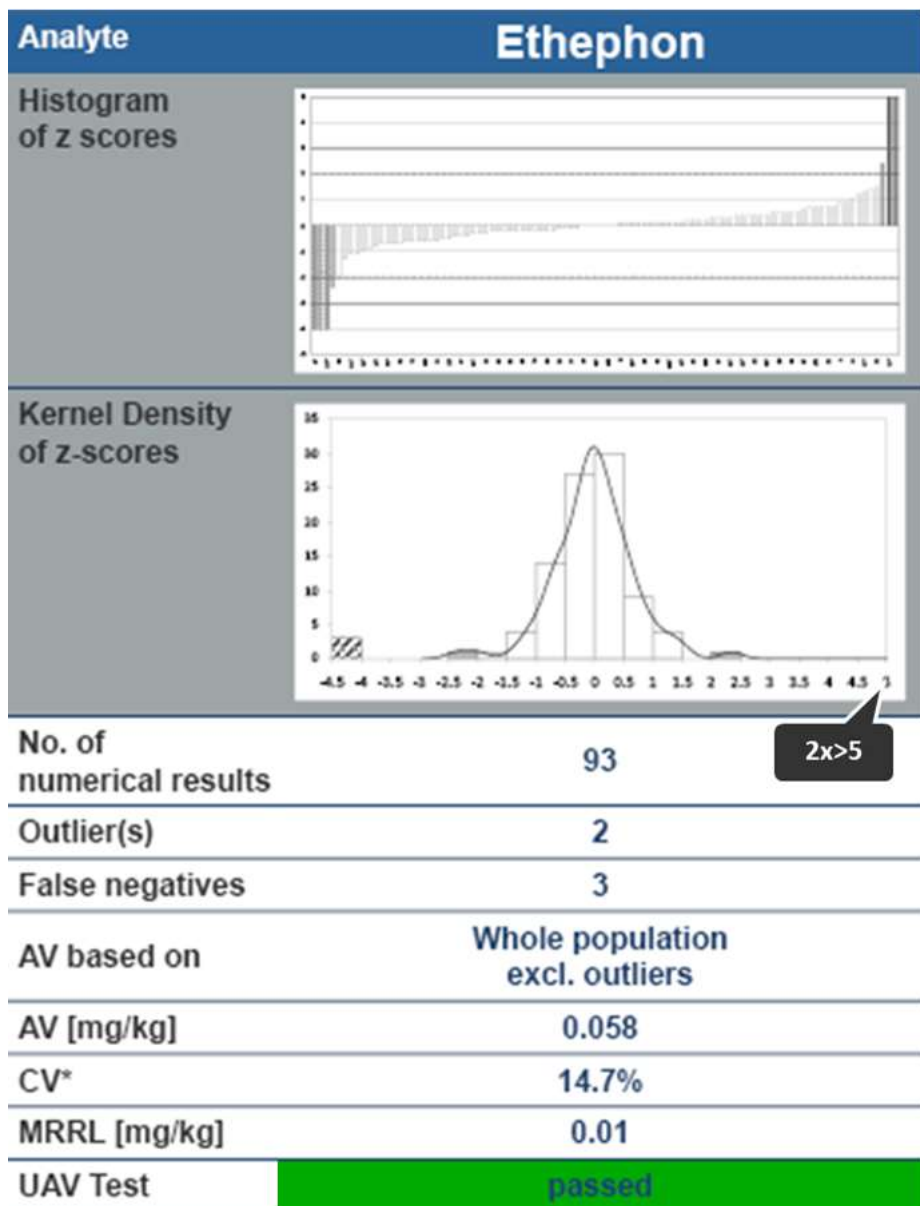 Analyte
Ethephon
Histogram
of z scores
Kernel Density
of z-scores
35
30
25
20
15
10
5
0
-4.5 -4 -3.5 -3 -2.5 -2 -1.5 -1 -0.5 0 0.5 1 1.5 2 2.5 3 3.5 4 4.5
2x>5
No. of
numerical results
93
Outlier(s)
2
False negatives
3
AV based on
Whole population
excl. outliers
AV [mg/kg]
0.058
CV*
14.7%
MRRL [mg/kg]
0.01
UAV Test
passed